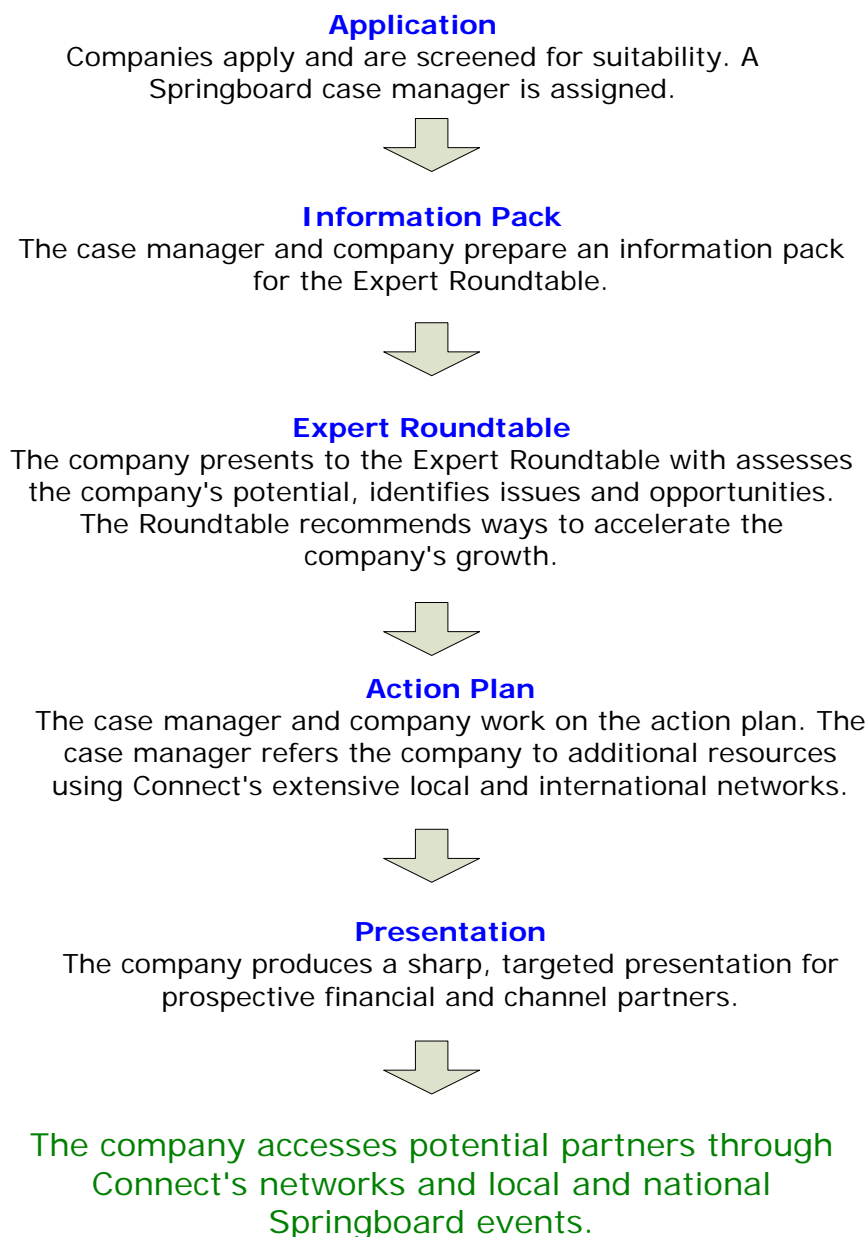 Application
Companies apply and are screened for suitability. A
Springboard case manager is assigned.
Information Pack
The case manager and company prepare an information pack
for the Expert Roundtable.
Expert Roundtable
The company presents to the Expert Roundtable with assesses
the company's potential, identifies issues and opportunities.
The Roundtable recommends ways to accelerate the
company's growth.
Action Plan
The case manager and company work on the action plan. The
case manager refers the company to additional resources
using Connect's extensive local and international networks.
Presentation
The company produces a sharp, targeted presentation for
prospective financial and channel partners.
The company accesses potential partners through
Connect's networks and local and national
Springboard events.